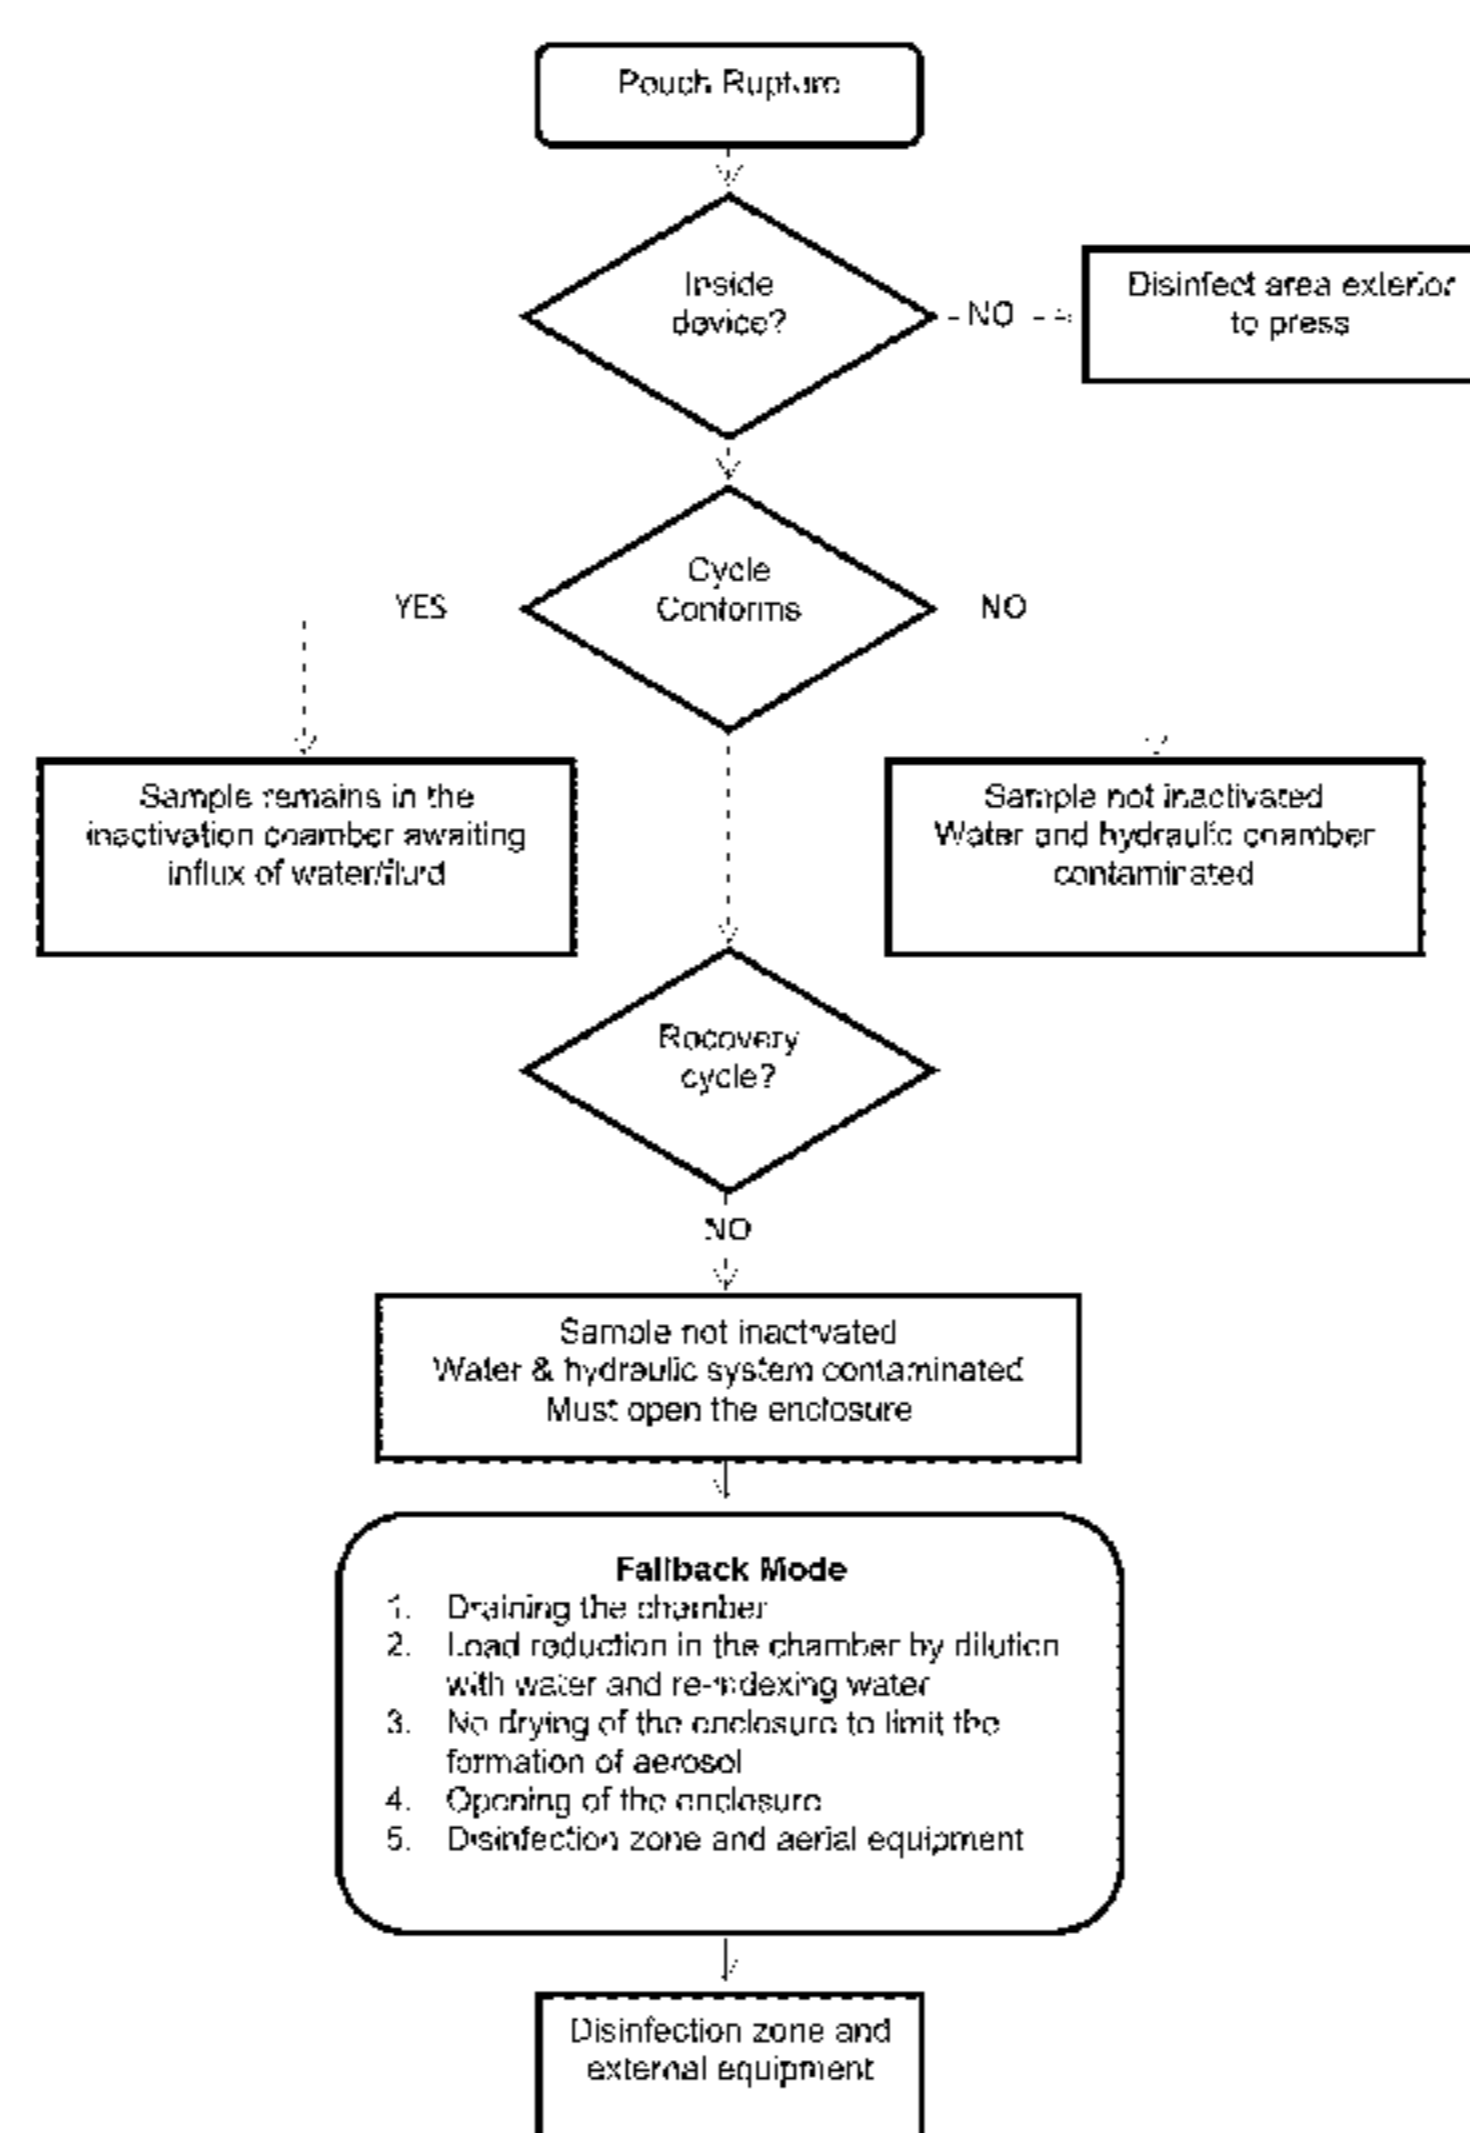 Pouch Rupture
Inside
device?
NO
Disinfect area exterior
to press
Cycle
Conforms
YES
NO
Sample remains in the
inactivation chamber awaiting
influx of water/fluid
Sample not inactivated
Water and hydraulic chamber
contaminated
Recovery
cycle?
NO
Sample not inactivated
Water & hydraulic system contaminated
Must open the enclosure
Fallback Mode
1. Draining the chamber
2. Load reduction in the chamber by dilution
with water and re-indexing water
3. No drying of the enclosure to limit the
formation of aerosol
4. Opening of the enclosure
5. Disinfection zone and aerial equipment
Disinfection zone and
external equipment